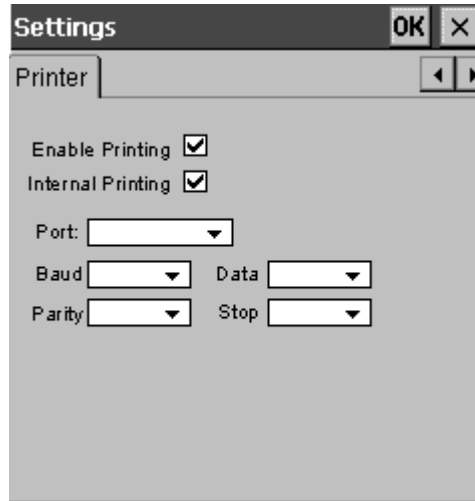 Settings OK ×
Printer
Enable Printing
Internal Printing
Port:
Baud Data
Parity Stop